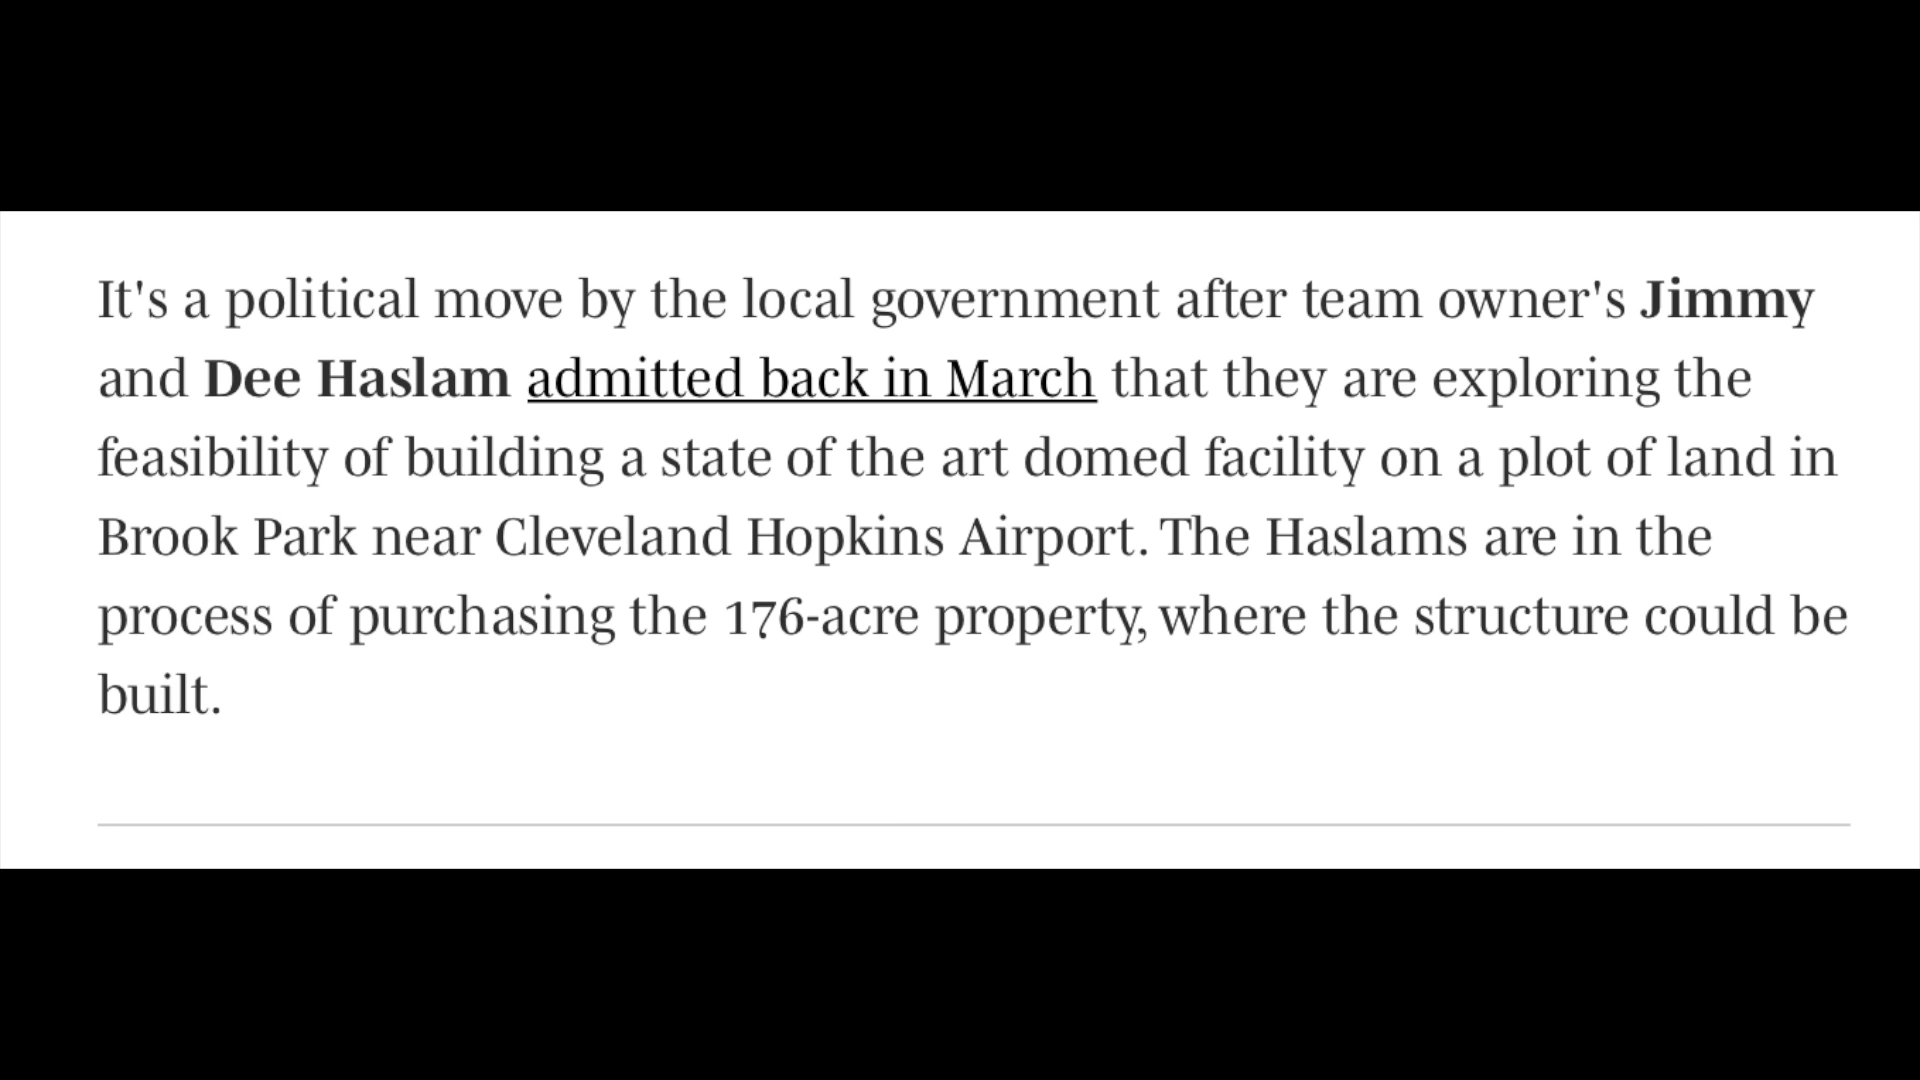 It's a political move by the local government after team owner's Jimmy
and Dee Haslam admitted back in March that they are exploring the
feasibility of building a state of the art domed facility on a plot of land in
Brook Park near Cleveland Hopkins Airport. The Haslams are in the
process of purchasing the 176-acre property, where the structure could be
built.